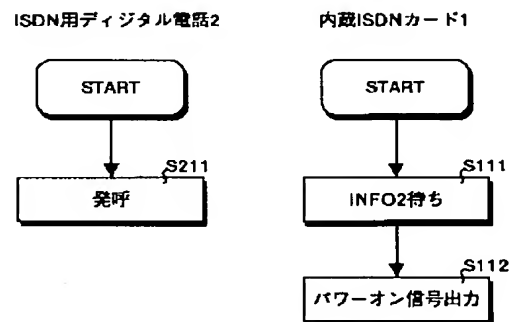 ISDN用ディジタル電話2
START
S211
発呼
内蔵ISDNカード1
START
S111
INFO2待ち
S112
パワーオン信号出力